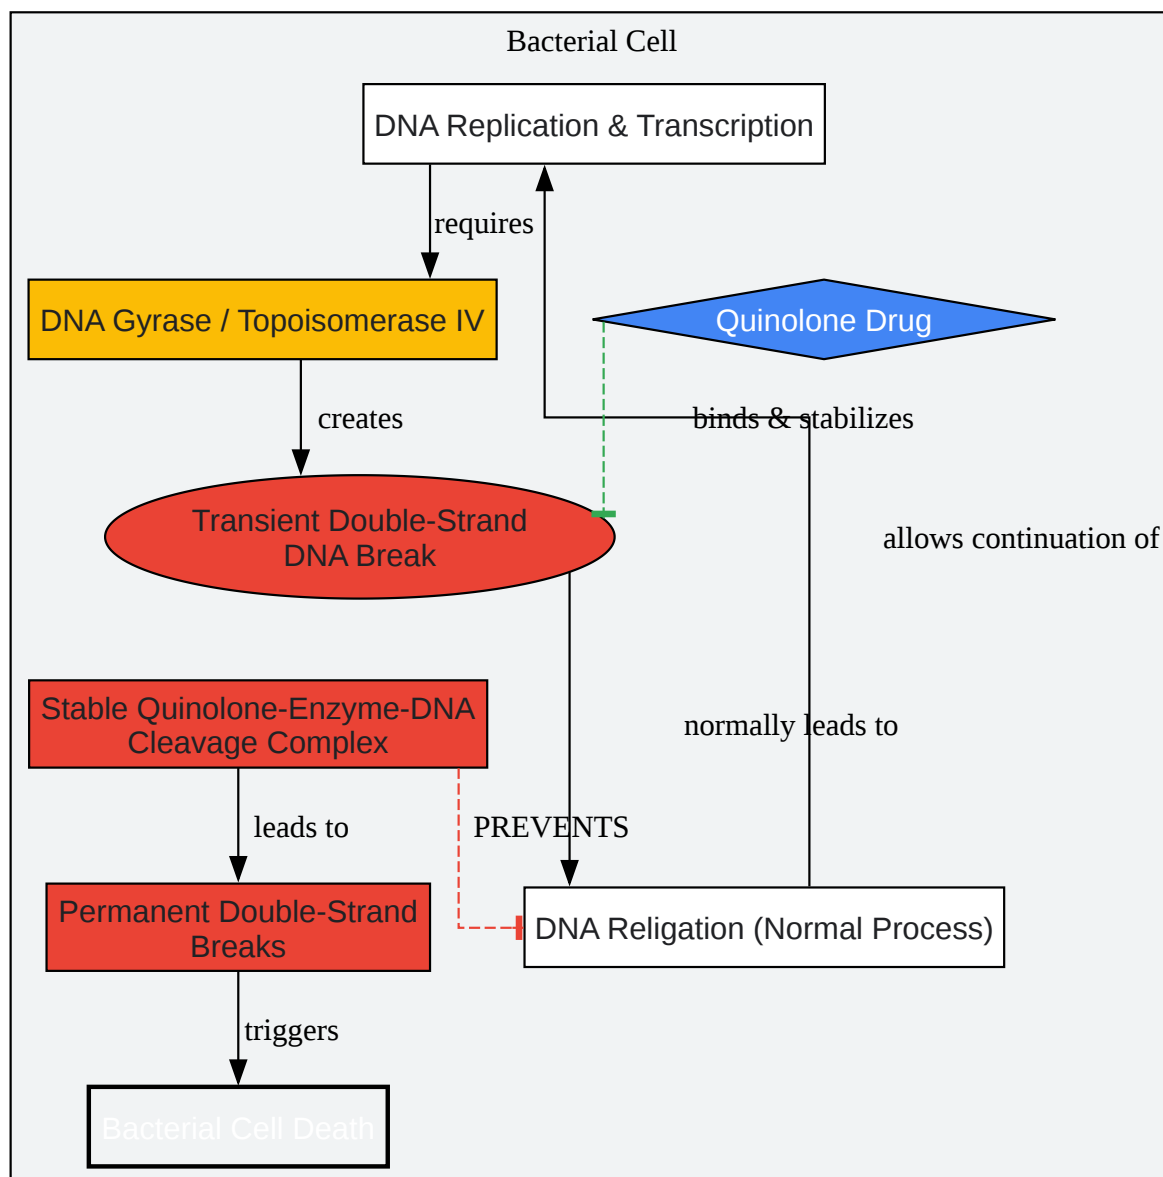 Bacterial Cell
DNA Replication & Transcription
requires
DNA Gyrase / Topoisomerase IV
Quinolone Drug
creates
binds & stabilizes
Transient Double-Strand
DNA Break
allows continuation of
Stable Quinolone-Enzyme-DNA
Cleavage Complex
normally leads to
leads to
PREVENTS
Permanent Double-Strand
Breaks
DNA Religation (Normal Process)
triggers
Bacterial Cell Death